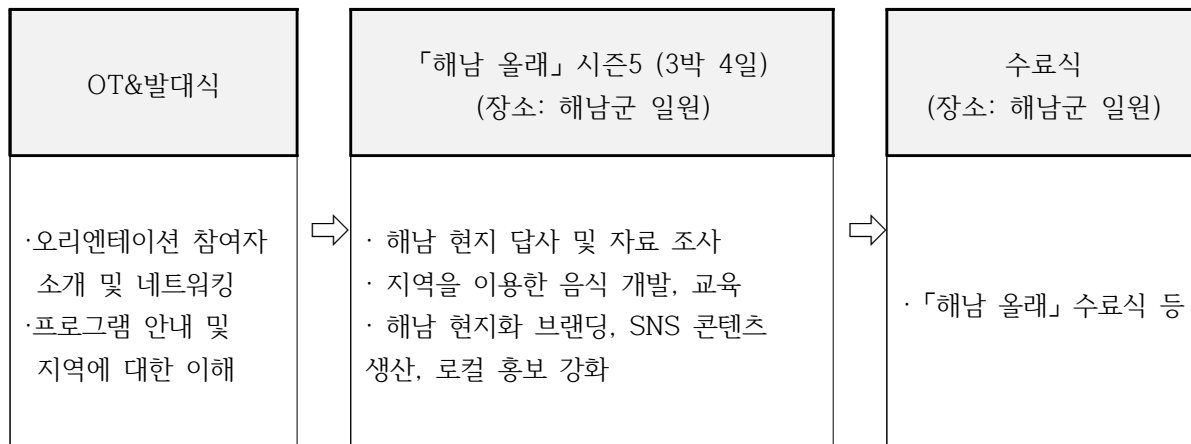 OT&발대식
·오리엔테이션 참여자
소개 및 네트워킹
·프로그램 안내 및
지역에 대한 이해
「해남 올래」 시즌5 (3박 4일)
(장소: 해남군 일원)
· 해남 현지 답사 및 자료 조사
· 지역을 이용한 음식 개발, 교육
· 해남 현지화 브랜딩, SNS 콘텐츠
생산, 로컬 홍보 강화
수료식
(장소: 해남군 일원)
·「해남 올래」 수료식 등